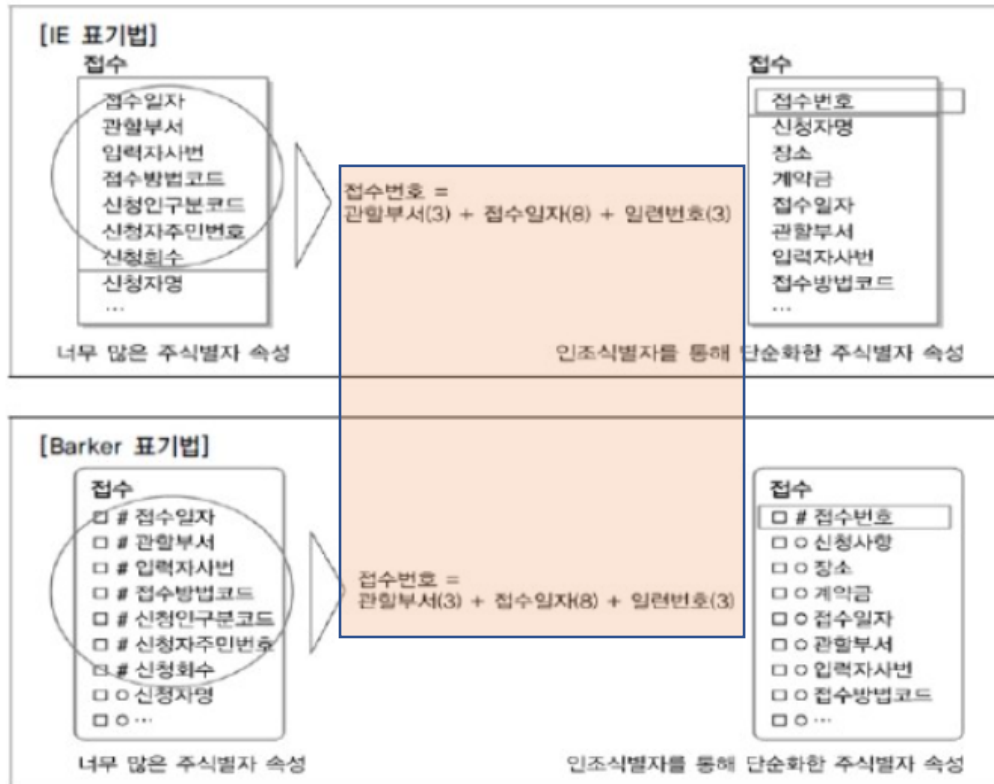 [IE 표기법]
접수
접수일자
관할부서
입력자사번
접수방법코드
신청인구분코드
신청자주민번호
신청회수
신청자명
...
너무 많은 주식별자 속성
접수번호 =
관할부서(3) + 접수일자(8) + 일련번호(3)
접수
접수번호
신청자명
장소
계약금
접수일자
관할부서
입력자사번
접수방법코드
...
인조식별자를 통해 단순화한 주식별자 속성
[Barker 표기법]
접수
□ # 접수일자
□ # 관할부서
□ # 입력자사번
□ # 접수방법코드
□ # 신청인구분코드
□ # 신청자주민번호
□ # 신청회수
□ o 신청자명
□ o ...
너무 많은 주식별자 속성
접수번호 =
관할부서(3) + 접수일자(8) + 일련번호(3)
접수
□ # 접수번호
□ o 신청사항
□ o 장소
□ o 계약금
□ o 접수일자
□ o 관할부서
□ o 입력자사번
□ o 접수방법코드
□ o ...
인조식별자를 통해 단순화한 주식별자 속성